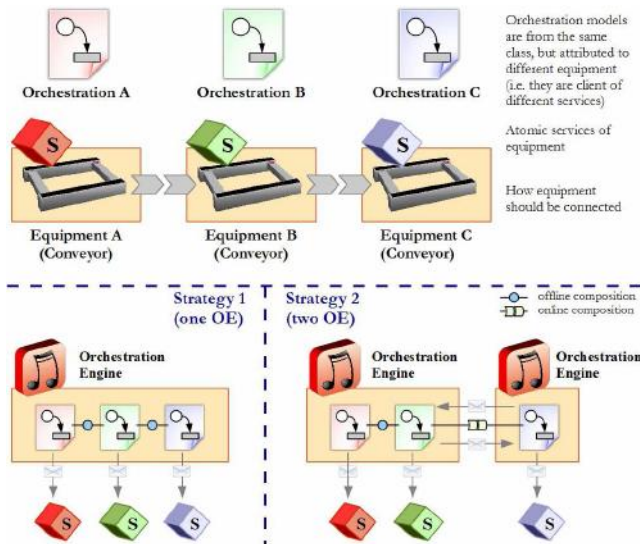 Orchestration A
Orchestration B
Orchestration C
Orchestration models
are from the same
class, but attributed to
different equipment
(i.e. they are client of
different services)
S
S
S
Atomic services of
equipment
How equipment
should be connected
Equipment A
(Conveyor)
Equipment B
(Conveyor)
Equipment C
(Conveyor)
Strategy 1
(one OE)
Orchestration
Engine
S
S
S
Strategy 2
(two OE)
offline composition
online composition
Orchestration
Engine
Orchestration
Engine
S
S
S